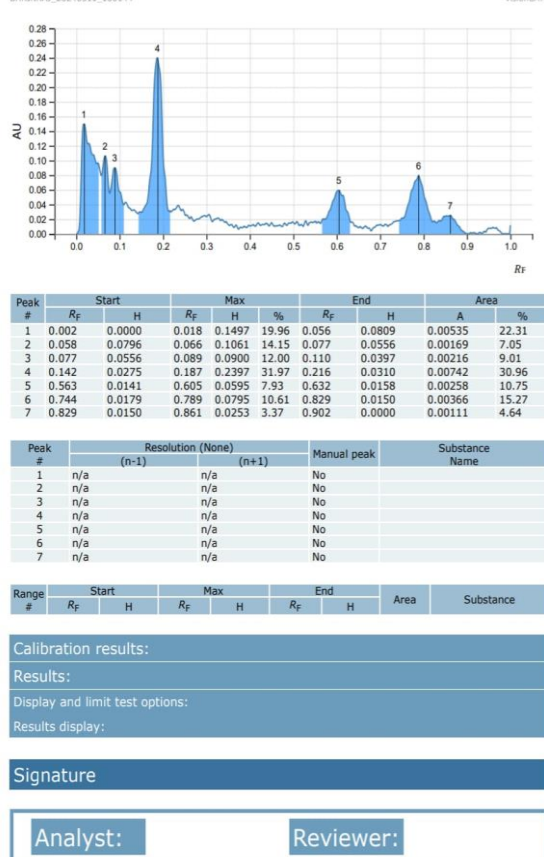 0.28
0.26
0.24
0.22
0.20
0.18
0.16
0.14
0.12
0.10
0.08
0.06
0.04
0.02
0.00
AU
1 2 3 4 5 6 7
0.0 0.1 0.2 0.3 0.4 0.5 0.6 0.7 0.8 0.9 1.0
RF
Peak Start Max End Area
# RF H RF H % RF H A %
1 0.002 0.0000 0.018 0.1497 19.96 0.056 0.0809 0.00535 22.31
2 0.058 0.0796 0.066 0.1061 14.15 0.077 0.0556 0.00169 7.05
3 0.077 0.0556 0.089 0.0900 12.00 0.110 0.0397 0.00216 9.01
4 0.142 0.0275 0.187 0.2397 31.97 0.216 0.0310 0.00742 30.96
5 0.563 0.0141 0.605 0.0595 7.93 0.632 0.0158 0.00258 10.75
6 0.744 0.0179 0.789 0.0795 10.61 0.829 0.0150 0.00366 15.27
7 0.829 0.0150 0.861 0.0253 3.37 0.902 0.0000 0.00111 4.64
Peak Resolution (None) Manual peak Substance
# (n-1) (n+1) Name
1 n/a n/a No
2 n/a n/a No
3 n/a n/a No
4 n/a n/a No
5 n/a n/a No
6 n/a n/a No
7 n/a n/a No
Range Start Max End Area Substance
# RF H RF H RF H
Calibration results:
Results:
Display and limit test options:
Results display:
Signature
Analyst: Reviewer: